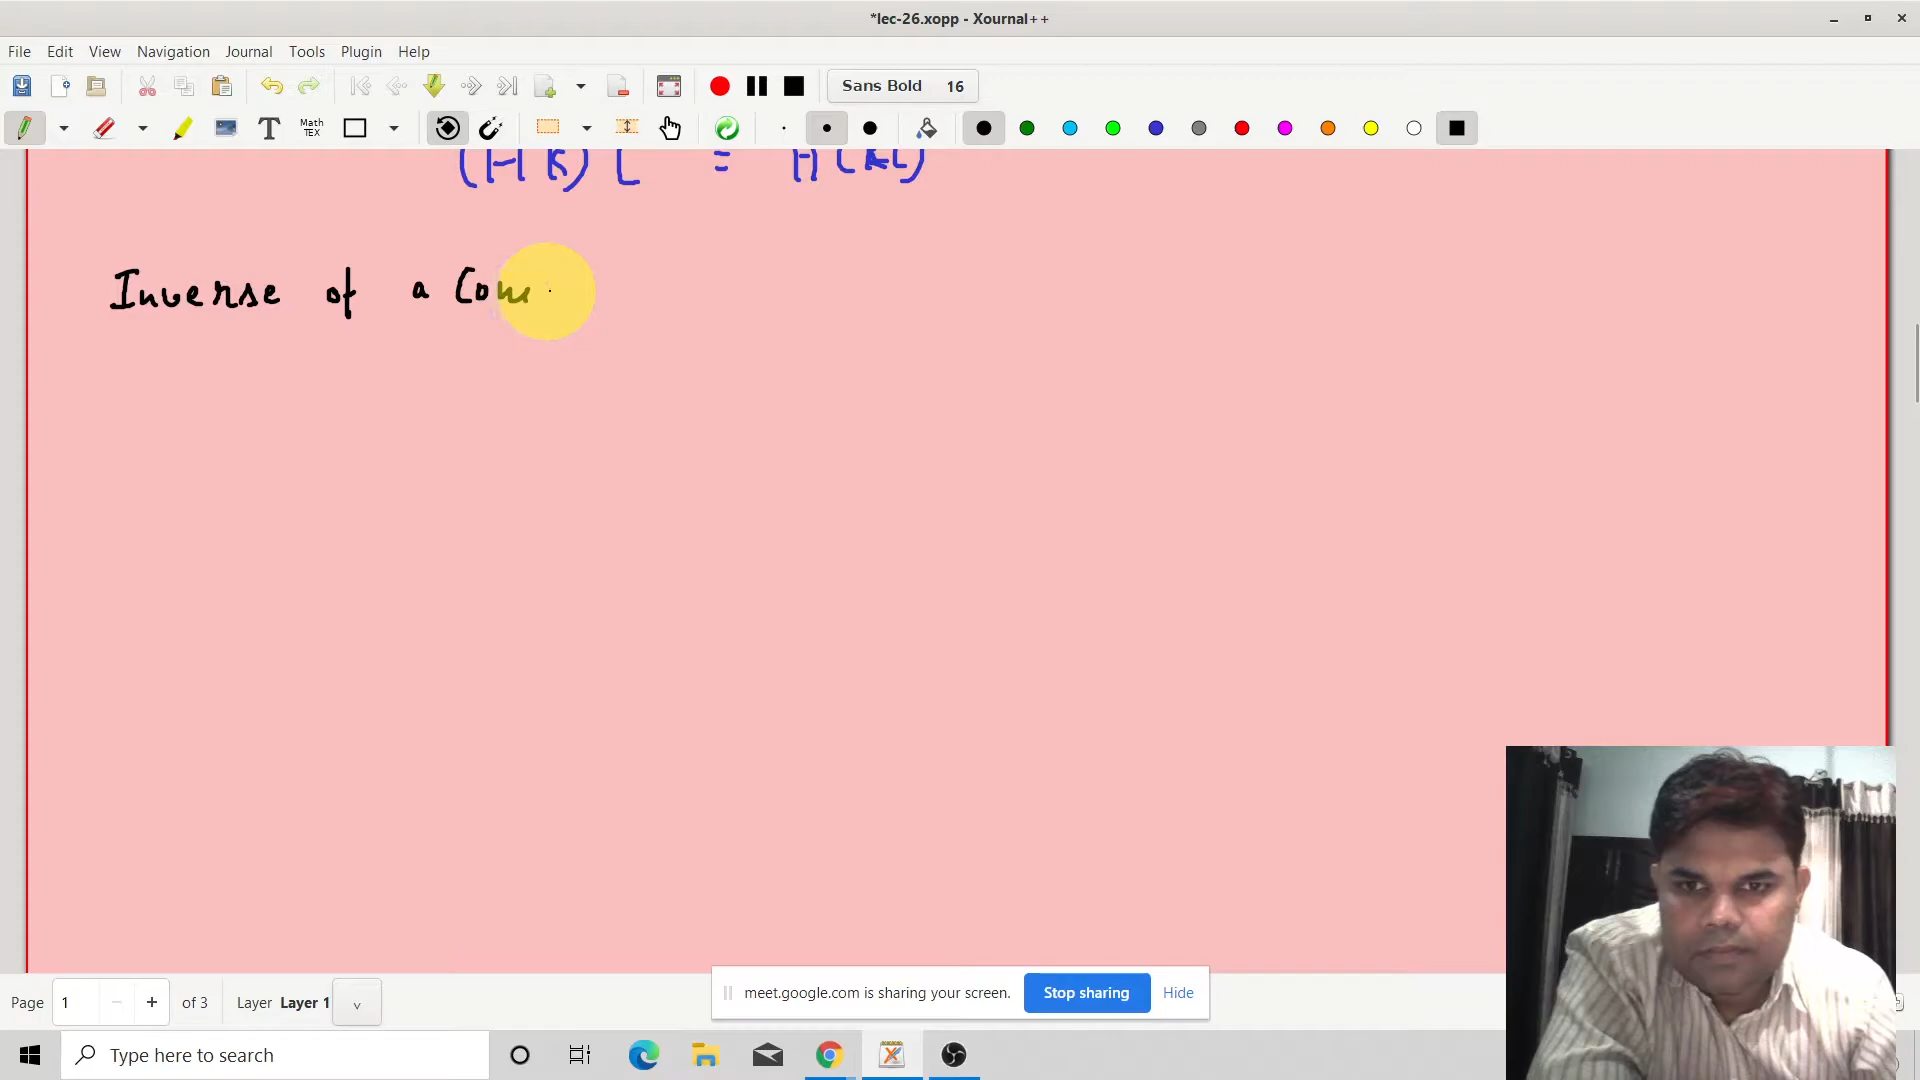 *lec-26.xopp - Xournal++
File Edit View Navigation Journal Tools Plugin Help
Sans Bold 16
Math
TEX
(HK)L = H(KL)
Inverse of a Com
Page 1 of 3 Layer Layer 1
meet.google.com is sharing your screen. Stop sharing Hide
Type here to search